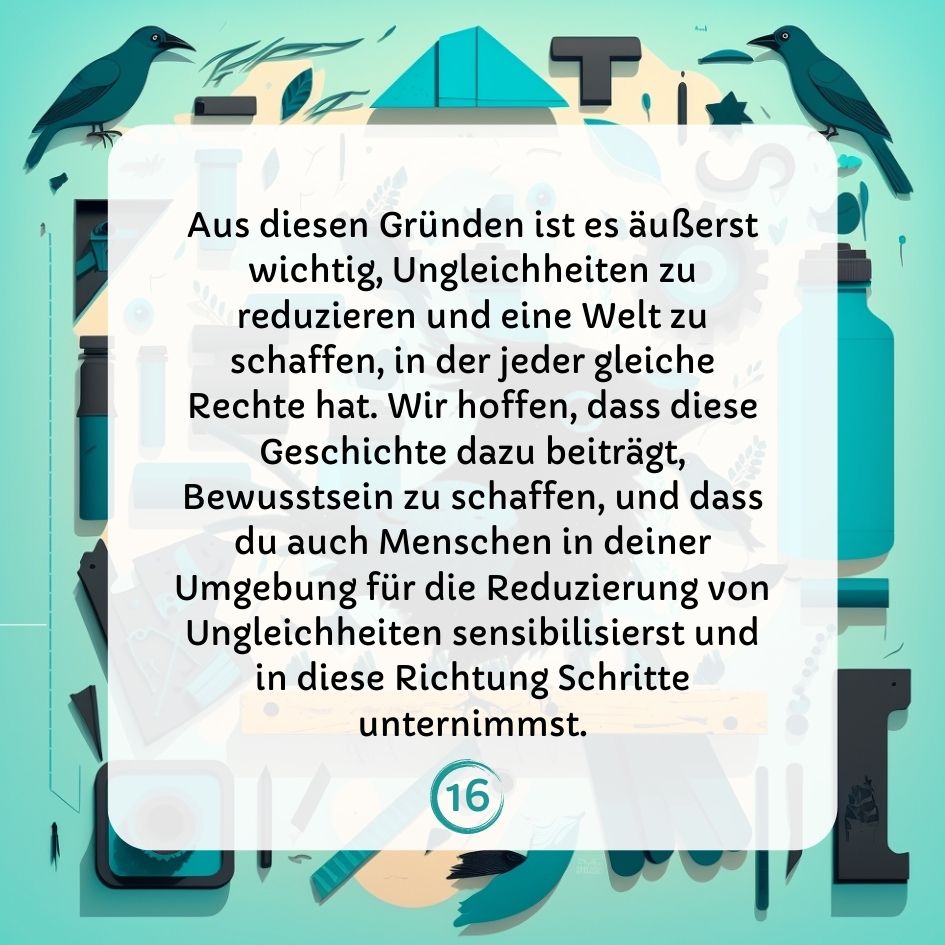 Aus diesen Gründen ist es äußerst
wichtig, Ungleichheiten zu
reduzieren und eine Welt zu
schaffen, in der jeder gleiche
Rechte hat. Wir hoffen, dass diese
Geschichte dazu beiträgt,
Bewusstsein zu schaffen, und dass
du auch Menschen in deiner
Umgebung für die Reduzierung von
Ungleichheiten sensibilisierst und
in diese Richtung Schritte
unternimmst.
16